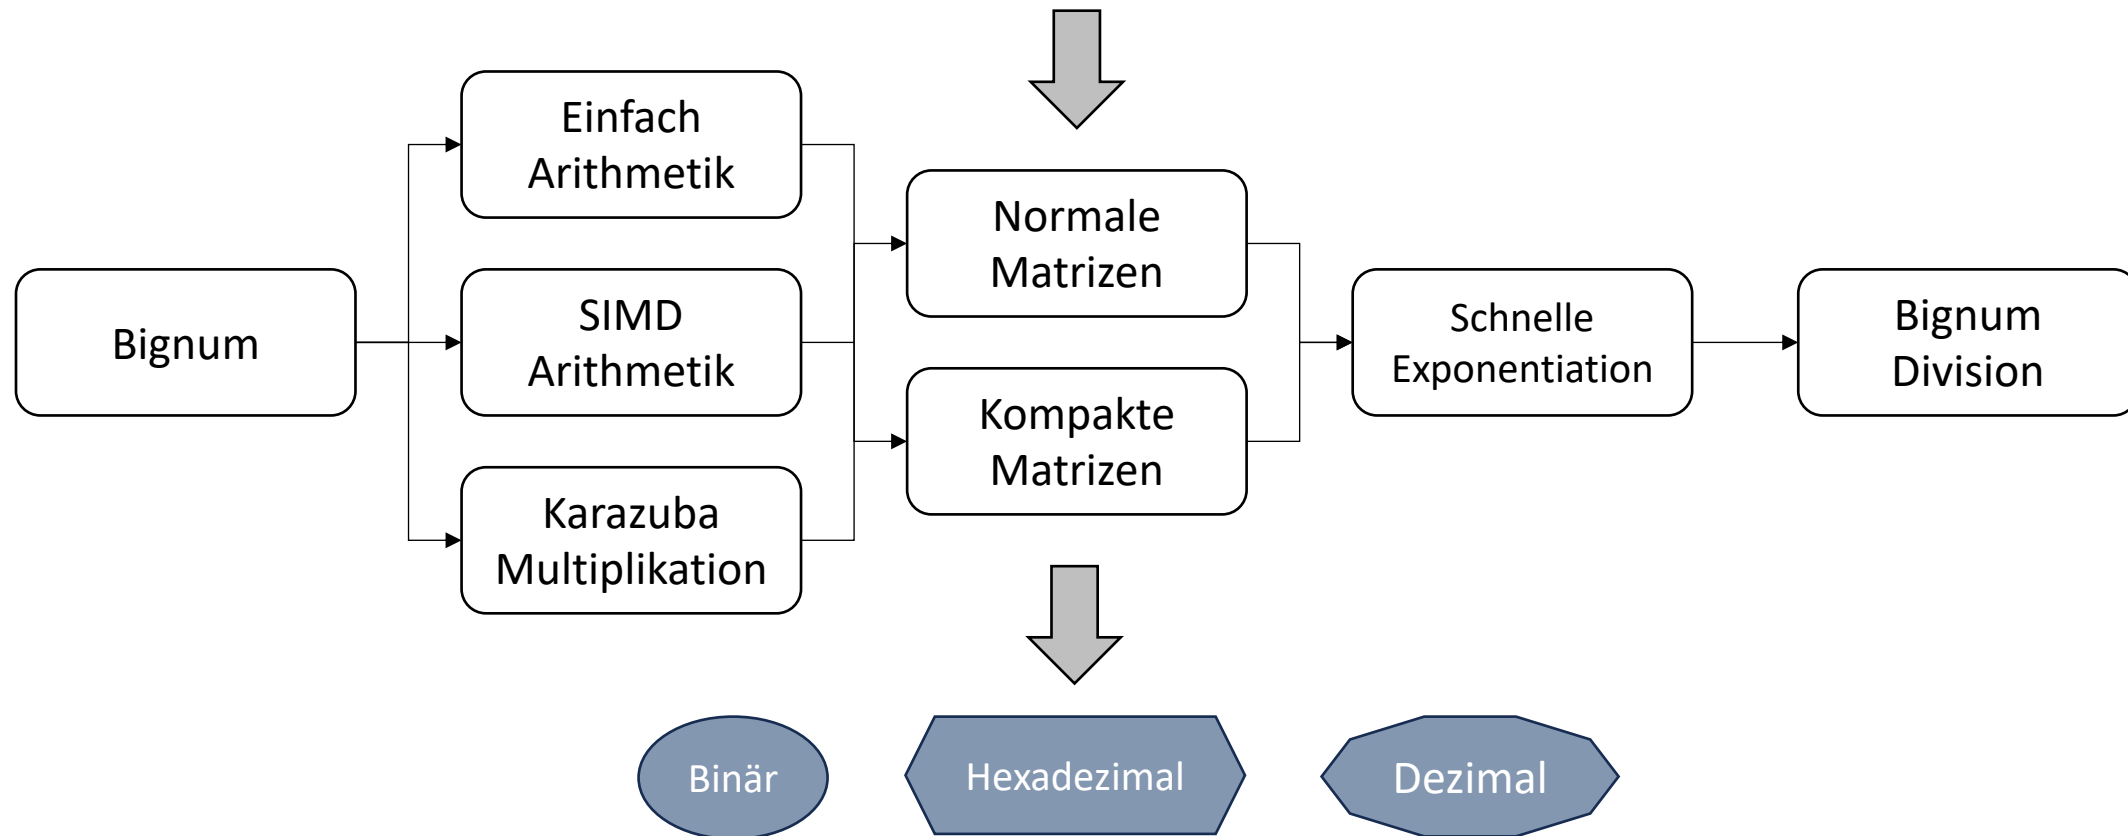 Bignum
Einfach
Arithmetik
SIMD
Arithmetik
Karazuba
Multiplikation
Normale
Matrizen
Kompakte
Matrizen
Schnelle
Exponentiation
Bignum
Division
Binär
Hexadezimal
Dezimal